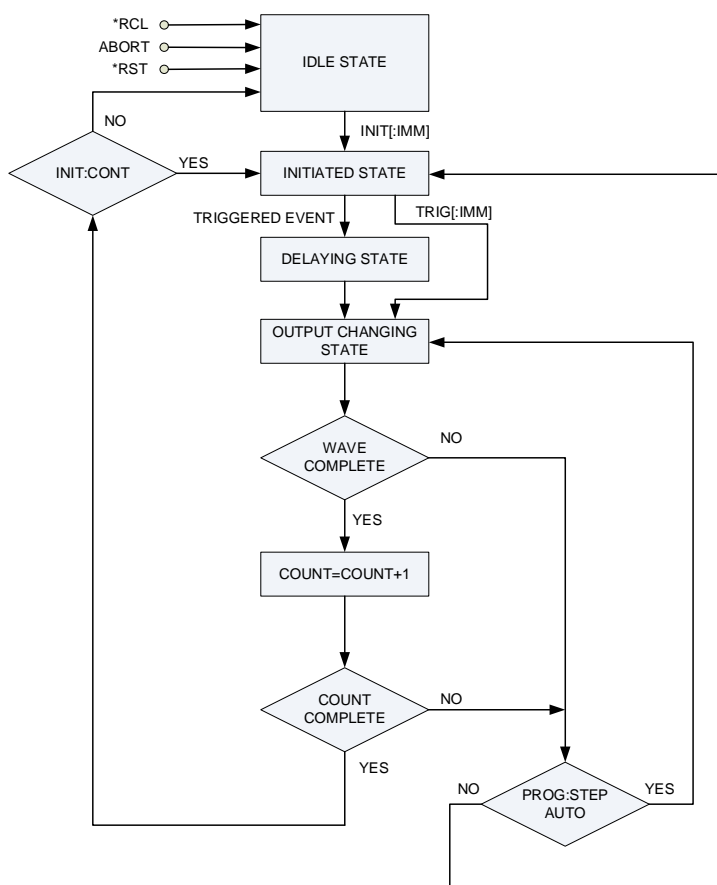 *RCL
ABORT
*RST
IDLE STATE
NO
INIT[:IMM]
INIT:CONT
YES
INITIATED STATE
TRIGGERED EVENT
TRIG[:IMM]
DELAYING STATE
OUTPUT CHANGING
STATE
WAVE
COMPLETE
NO
YES
COUNT=COUNT+1
COUNT
COMPLETE
NO
YES
NO
PROG:STEP
AUTO
YES